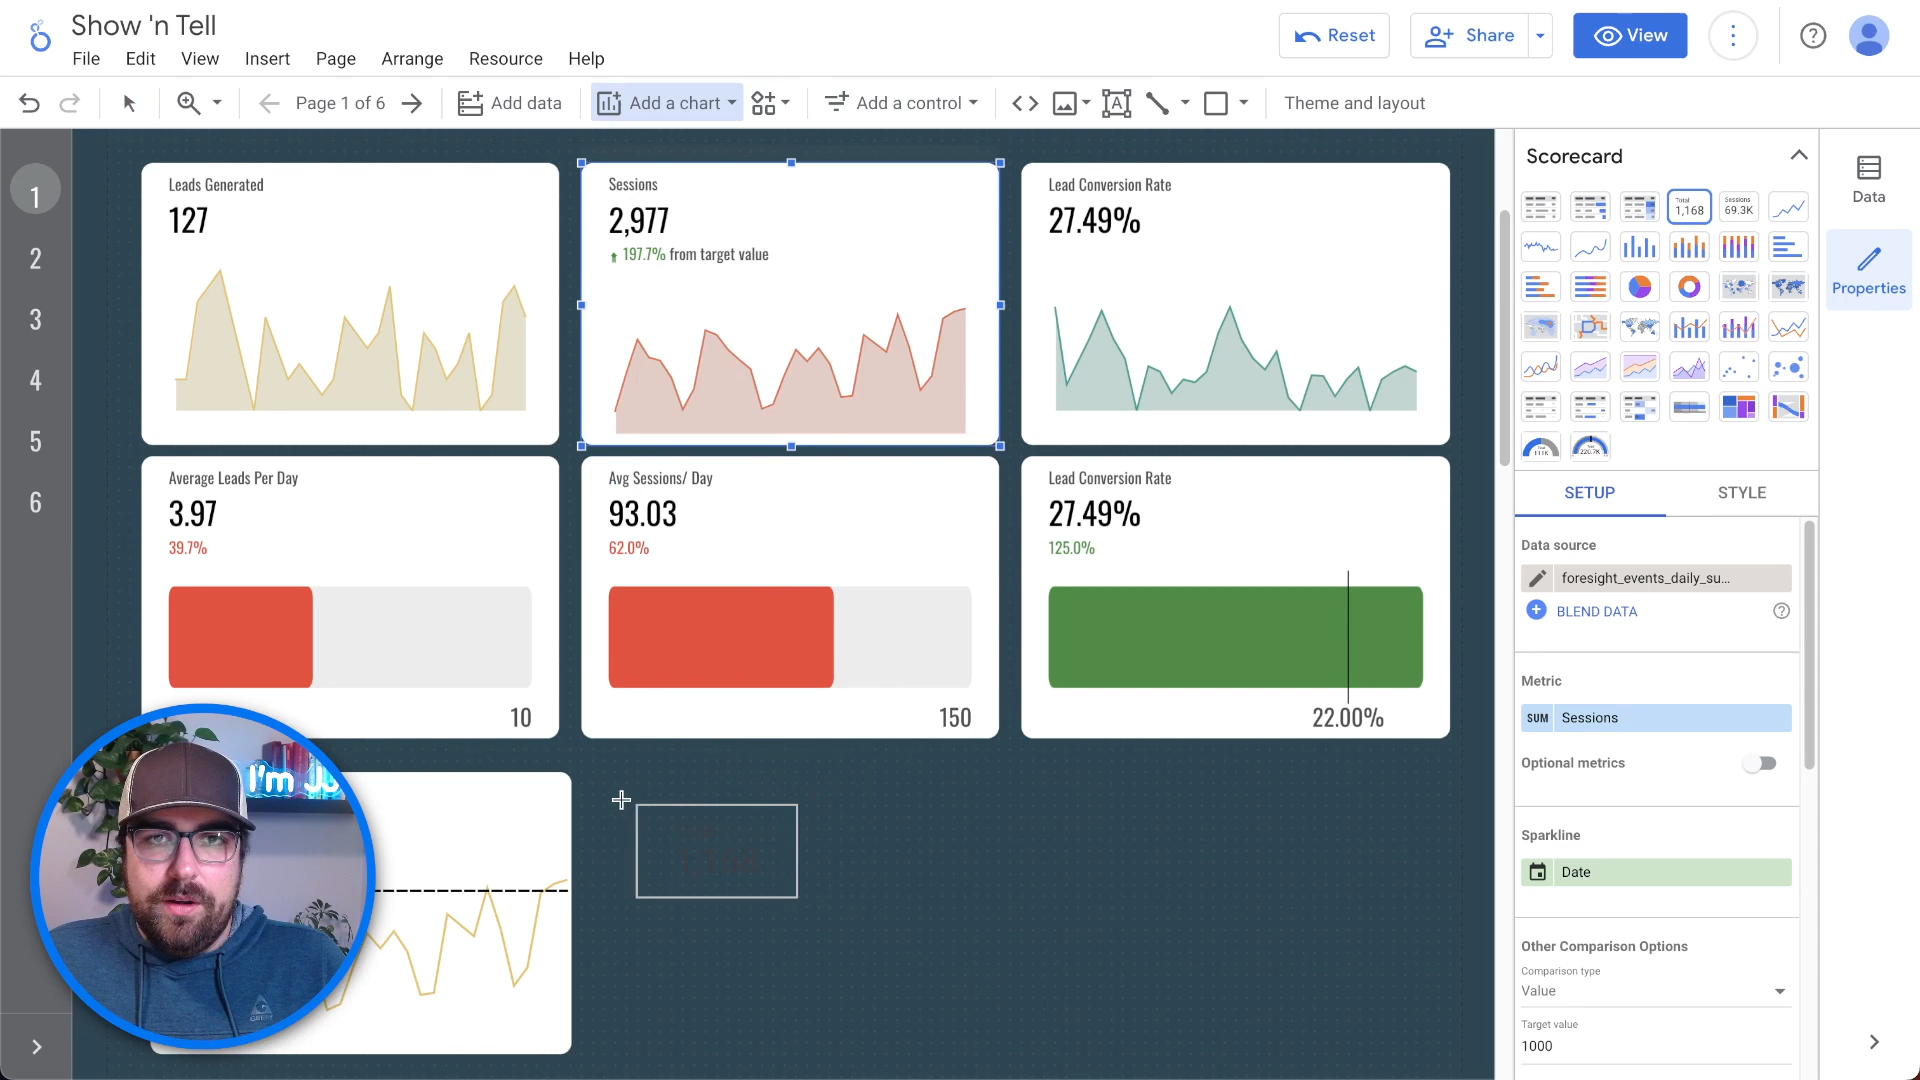 Show 'n Tell
File Edit View Insert Page Arrange Resource Help
Reset
Share
View
Page 1 of 6
Add data
Add a chart
Add a control
Theme and layout
1
2
3
4
5
6
Leads Generated
127
Sessions
2,977
197.7% from target value
Lead Conversion Rate
27.49%
Average Leads Per Day
3.97
39.7%
10
Avg Sessions/ Day
93.03
62.0%
150
Lead Conversion Rate
27.49%
125.0%
22.00%
I'm Ju
Scorecard
Total
1,168
Sessions
69.3K
SETUP
STYLE
Data source
foresight_events_daily_su...
BLEND DATA
Metric
SUM Sessions
Optional metrics
Sparkline
Date
Other Comparison Options
Comparison type
Value
Target value
1000
Data
Properties